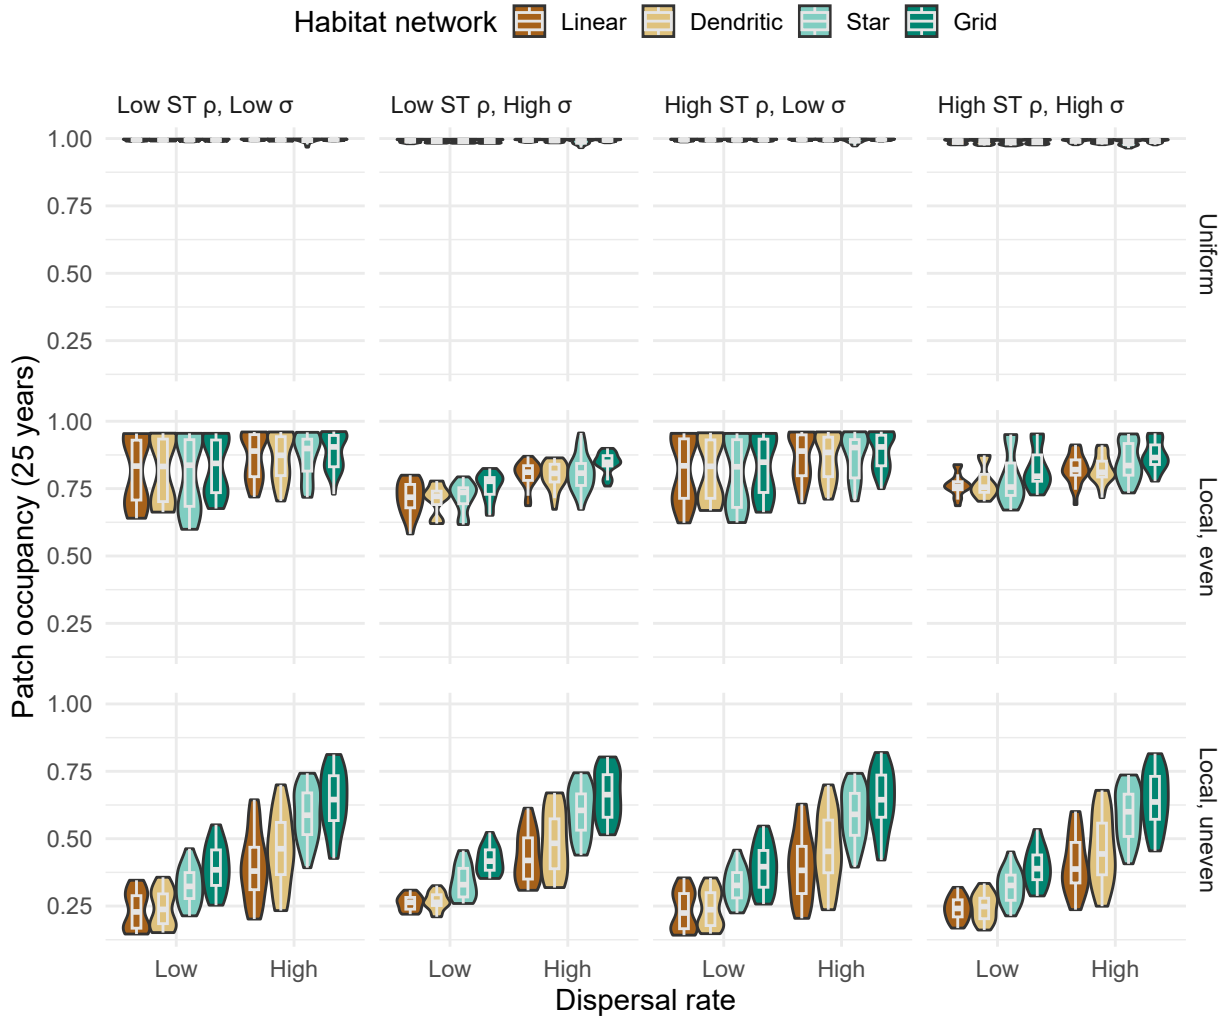 Habitat network Linear Dendritic Star Grid
Low ST ρ, Low σ
Low ST ρ, High σ
High ST ρ, Low σ
High ST ρ, High σ
1.00
0.75
0.50
0.25
Uniform
1.00
0.75
0.50
0.25
Local, even
1.00
0.75
0.50
0.25
Local, uneven
Patch occupancy (25 years)
Low High Low High Low High Low High
Dispersal rate